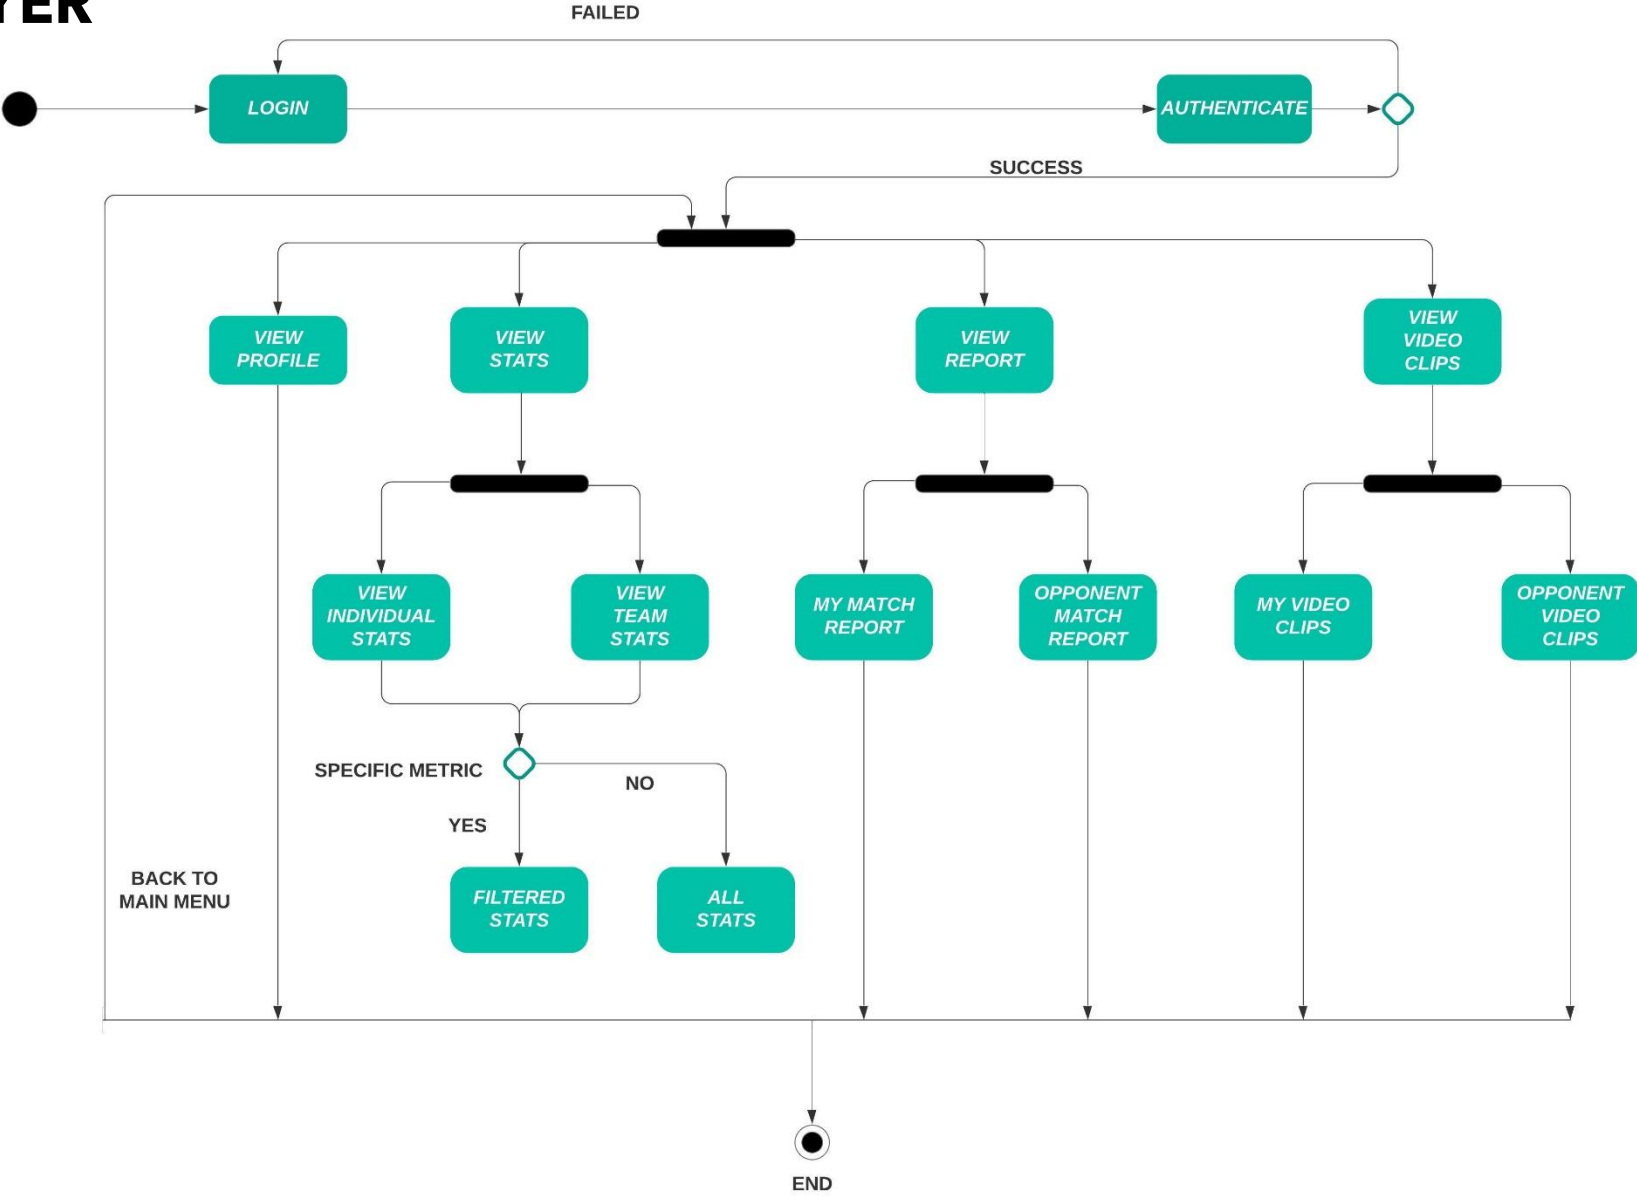 YER
FAILED
LOGIN
AUTHENTICATE
SUCCESS
VIEW
PROFILE
VIEW
STATS
VIEW
REPORT
VIEW
VIDEO
CLIPS
VIEW
INDIVIDUAL
STATS
VIEW
TEAM
STATS
MY MATCH
REPORT
OPPONENT
MATCH
REPORT
MY VIDEO
CLIPS
OPPONENT
VIDEO
CLIPS
SPECIFIC METRIC
NO
YES
BACK TO
MAIN MENU
FILTERED
STATS
ALL
STATS
END